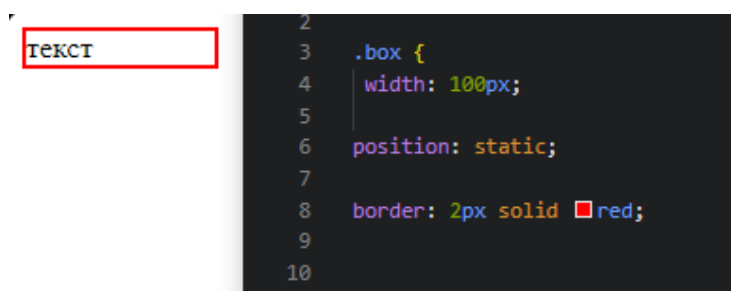 текст
2
3 .box {
4 width: 100px;
5
6 position: static;
7
8 border: 2px solid red;
9
10